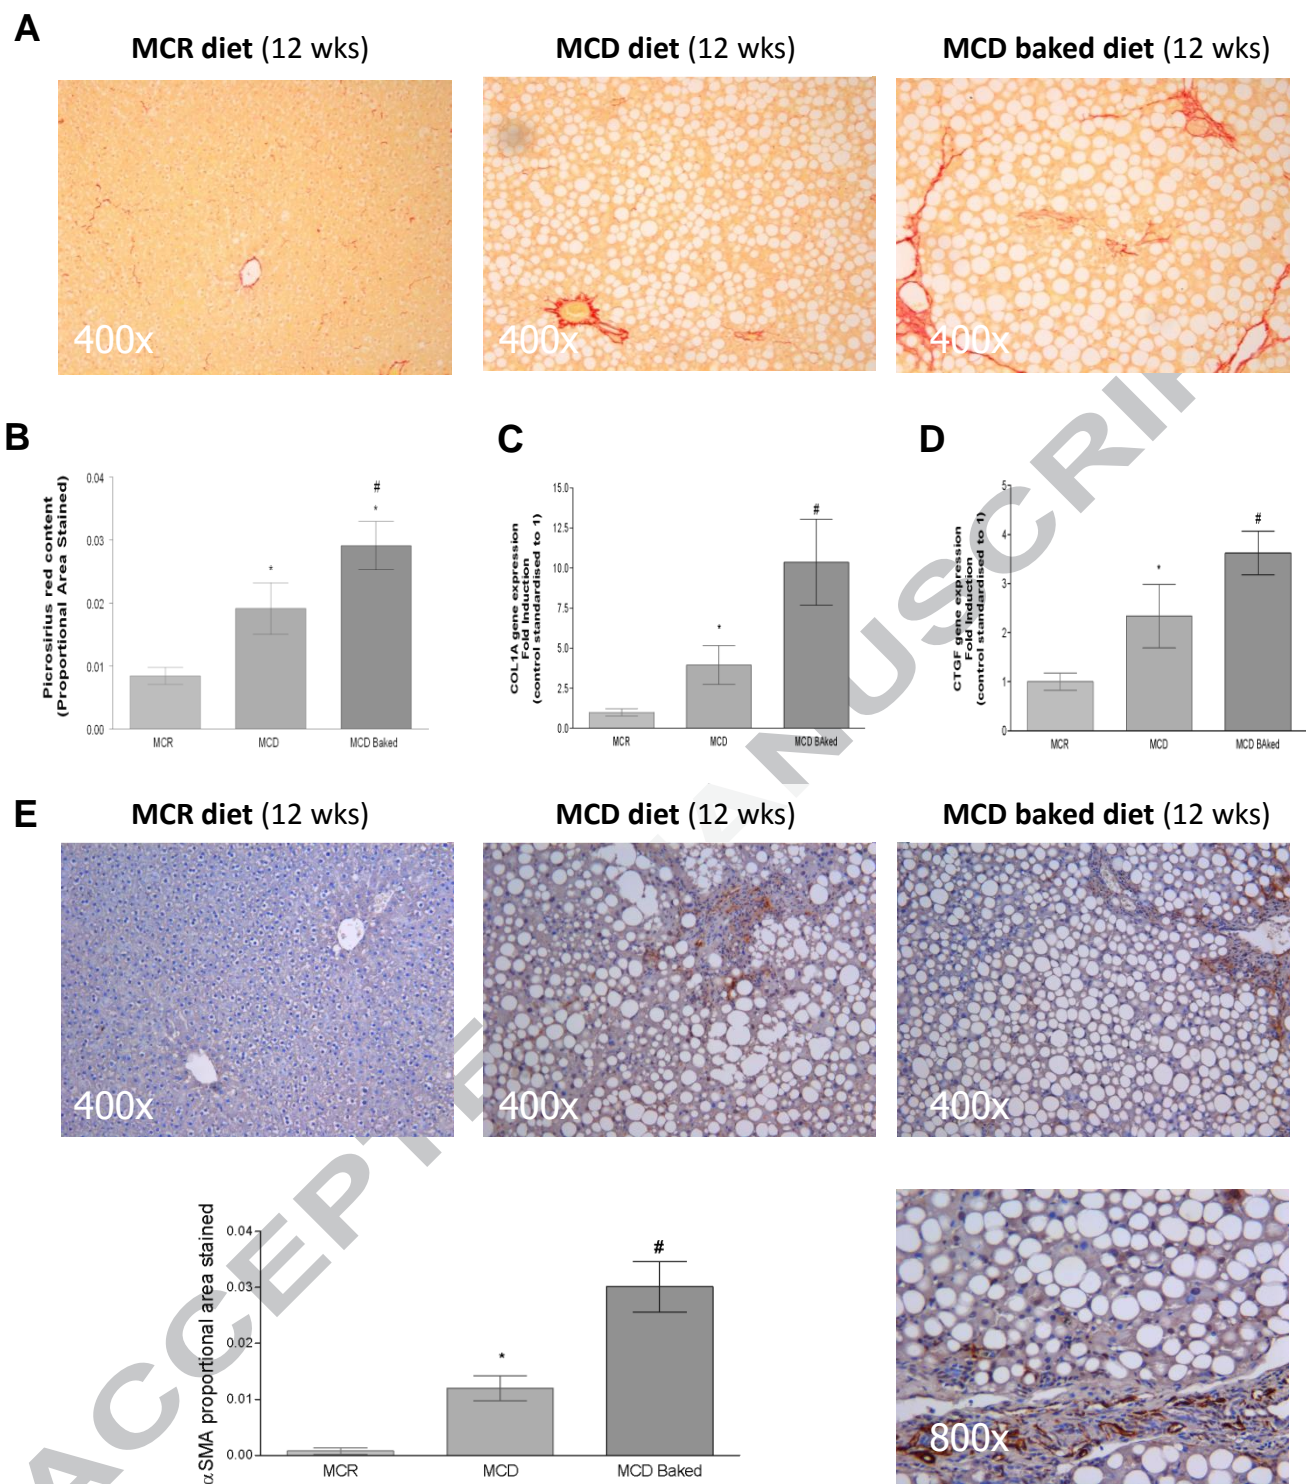 A
MCR diet (12 wks)
MCD diet (12 wks)
MCD baked diet (12 wks)
400x
400x
400x
B
Picrosirius red content
(Proportional Area Stained)
0.04
0.03
0.02
0.01
0.00
*
#
*
MCR
MCD
MCD Baked
C
COL1A gene expression
Fold Induction
(control standardised to 1)
15.0
12.5
10.0
7.5
5.0
2.5
0.0
*
#
MCR
MCD
MCD BAked
D
CTGF gene expression
Fold Induction
(control standardised to 1)
5
4
3
2
1
0
*
#
MCR
MCD
MCD BAked
E
MCR diet (12 wks)
MCD diet (12 wks)
MCD baked diet (12 wks)
400x
400x
400x
αSMA proportional area stained
0.04
0.03
0.02
0.01
0.00
*
#
MCR
MCD
MCD Baked
800x